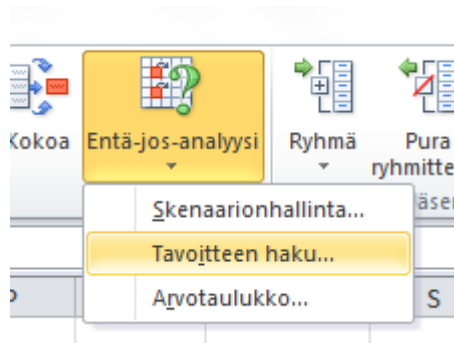 Kokoa
Entä-jos-analyysi
Ryhmä
Pura
ryhmitte
Skenaarionhallinta...
Tavoitteen haku...
Arvotaulukko...
S